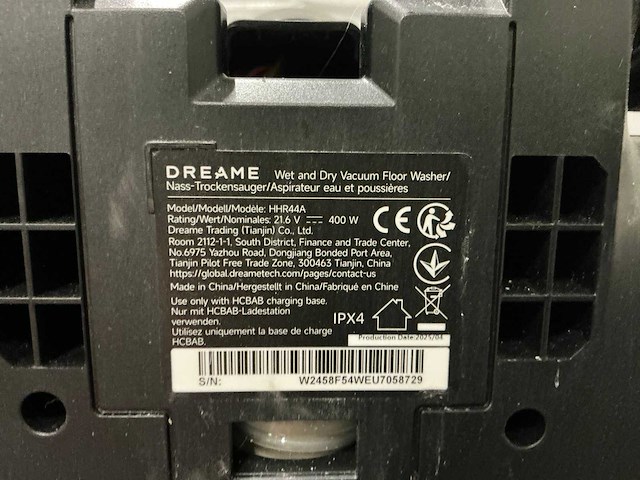 DREAME Wet and Dry Vacuum Floor Washer/
Nass-Trockensauger/Aspirateur eau et poussières
Model/Modell/Modèle: HHR44A
Rating/Wert/Nominales: 21.6 V ⎓ 400 W
Dreame Trading (Tianjin) Co., Ltd.
Room 2112-1-1, South District, Finance and Trade Center,
No.6975 Yazhou Road, Dongjiang Bonded Port Area,
Tianjin Pilot Free Trade Zone, 300463 Tianjin, China
https://global.dreametech.com/pages/contact-us
Made in China/Hergestellt in China/Fabriqué en Chine
Use only with HCBAB charging base.
Nur mit HCBAB-Ladestation
verwenden.
Utilisez uniquement la base de charge
HCBAB.
CE
IPX4
Production Date:2025/04
S/N: W2458F54WEU7058729